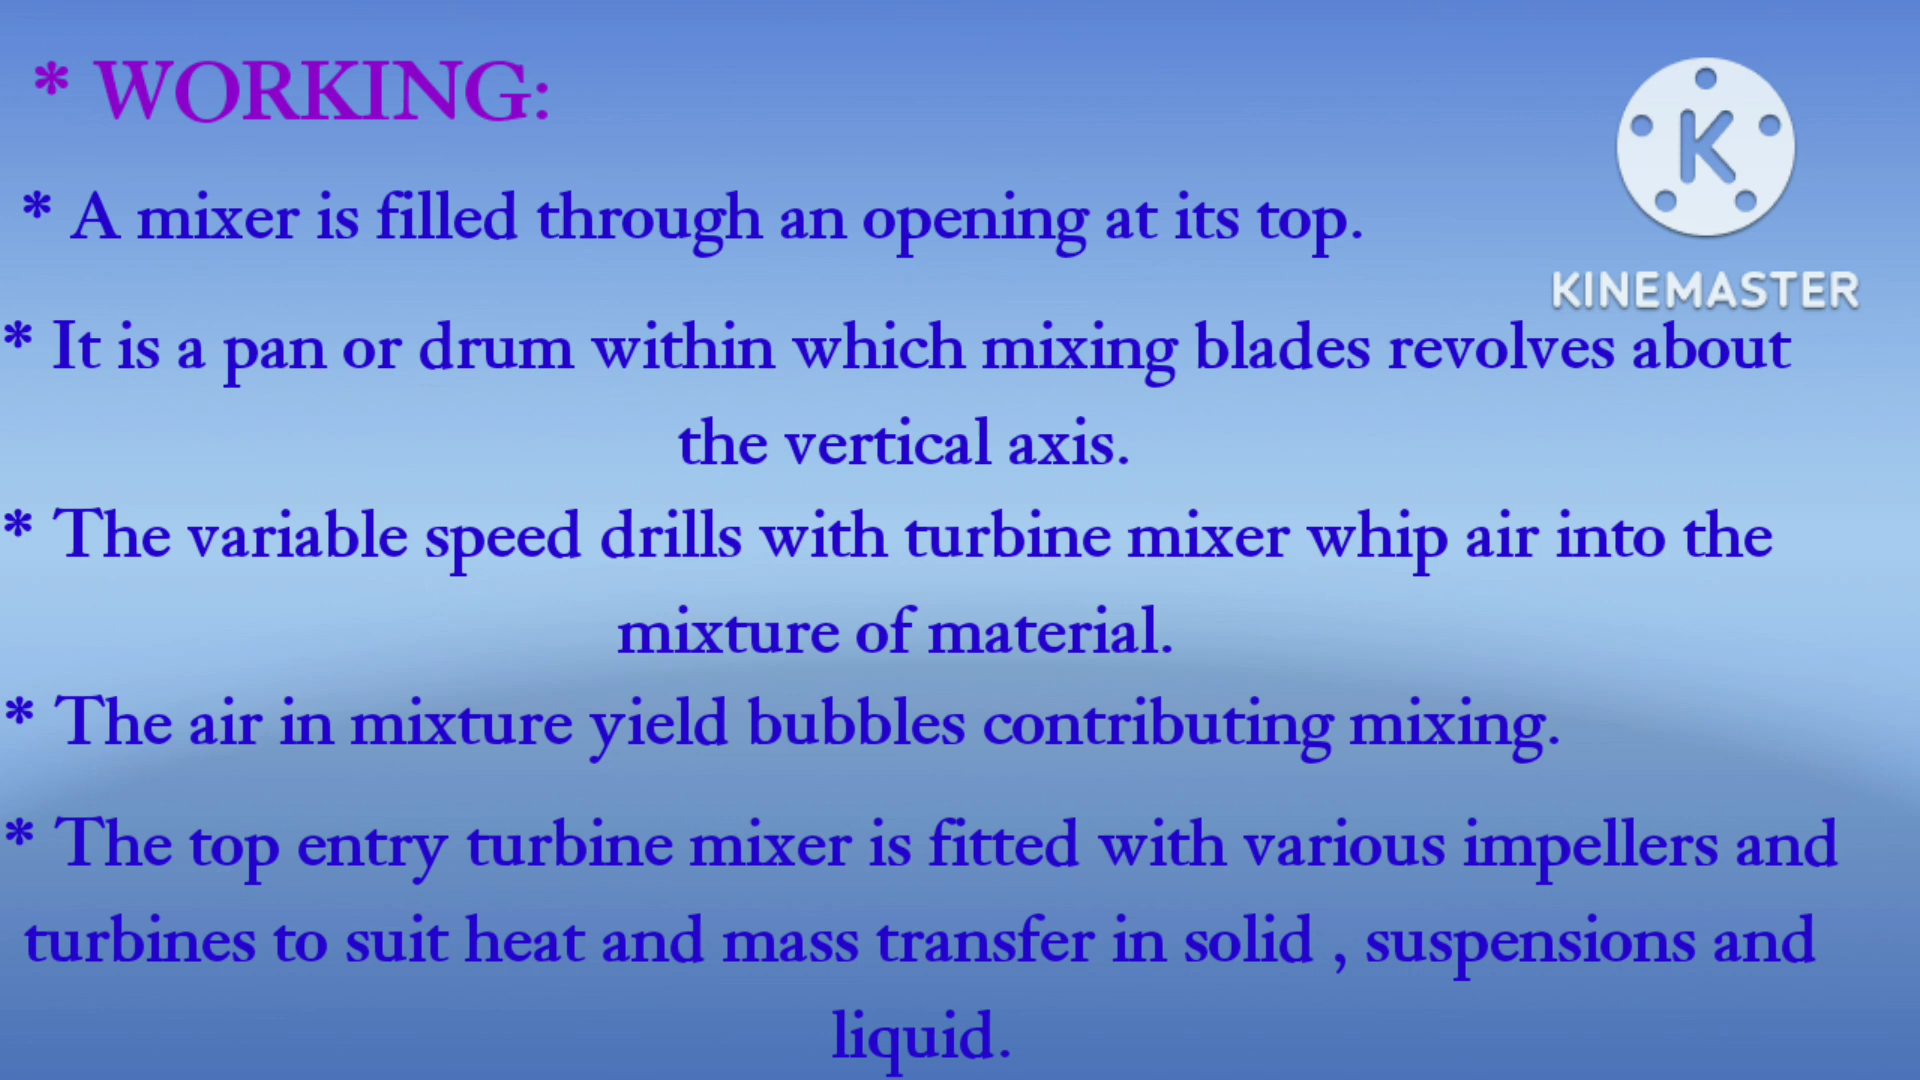 * WORKING:
K
KINEMASTER
* A mixer is filled through an opening at its top.
* It is a pan or drum within which mixing blades revolves about
the vertical axis.
* The variable speed drills with turbine mixer whip air into the
mixture of material.
* The air in mixture yield bubbles contributing mixing.
* The top entry turbine mixer is fitted with various impellers and
turbines to suit heat and mass transfer in solid , suspensions and
liquid.